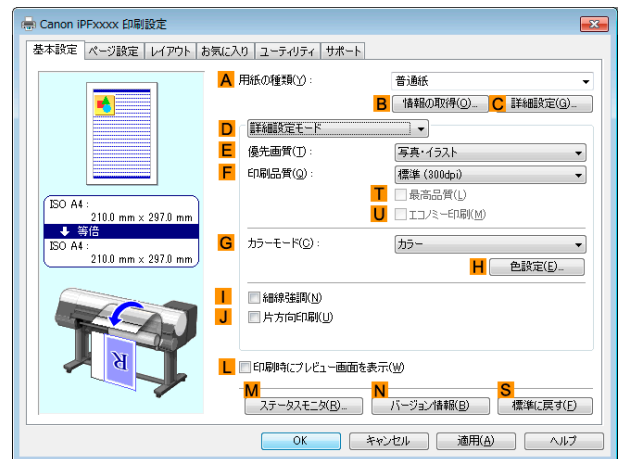 Canon iPFxxxx 印刷設定
基本設定 ページ設定 レイアウト お気に入り ユーティリティ サポート
A 用紙の種類(Y) : 普通紙
B 情報の取得(O)... C 詳細設定(G)...
D 詳細設定モード
E 優先画質(T) : 写真・イラスト
F 印刷品質(Q) : 標準 (300dpi)
T 最高品質(L)
U エコノミー印刷(M)
ISO A4 :
210.0 mm x 297.0 mm
等倍
ISO A4 :
210.0 mm x 297.0 mm
G カラーモード(C) : カラー
H 色設定(E)...
I 細線強調(N)
J 片方向印刷(U)
R
L 印刷時にプレビュー画面を表示(W)
M ステータスモニタ(R)... N バージョン情報(B) S 標準に戻す(F)
OK キャンセル 適用(A) ヘルプ